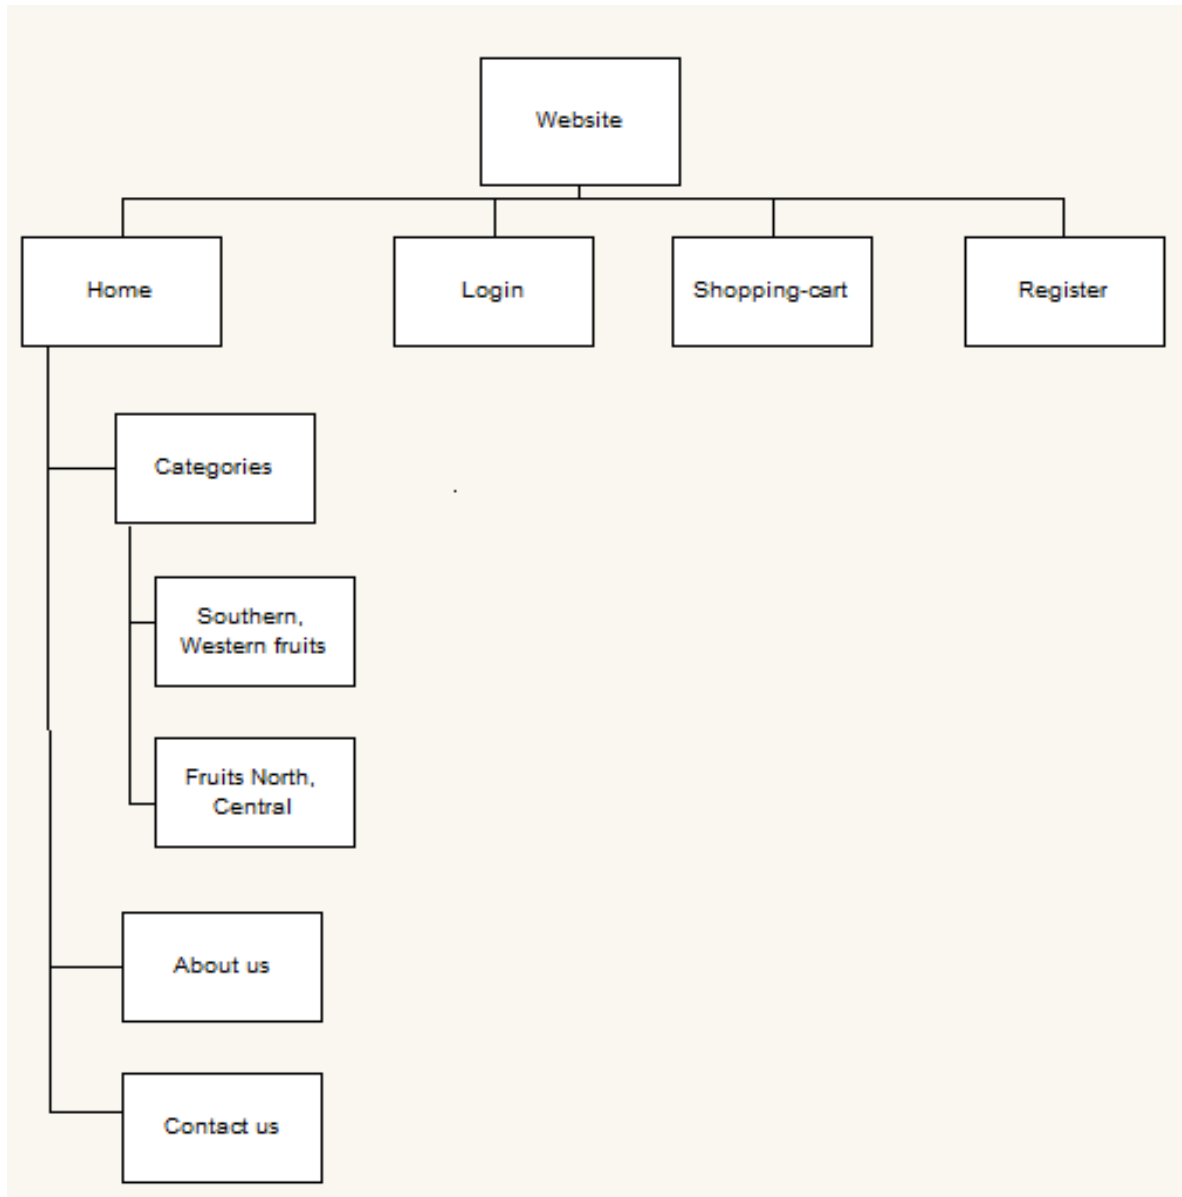 Website
Home
Login
Shopping-cart
Register
Categories
Southern,
Western fruits
Fruits North,
Central
About us
Contact us